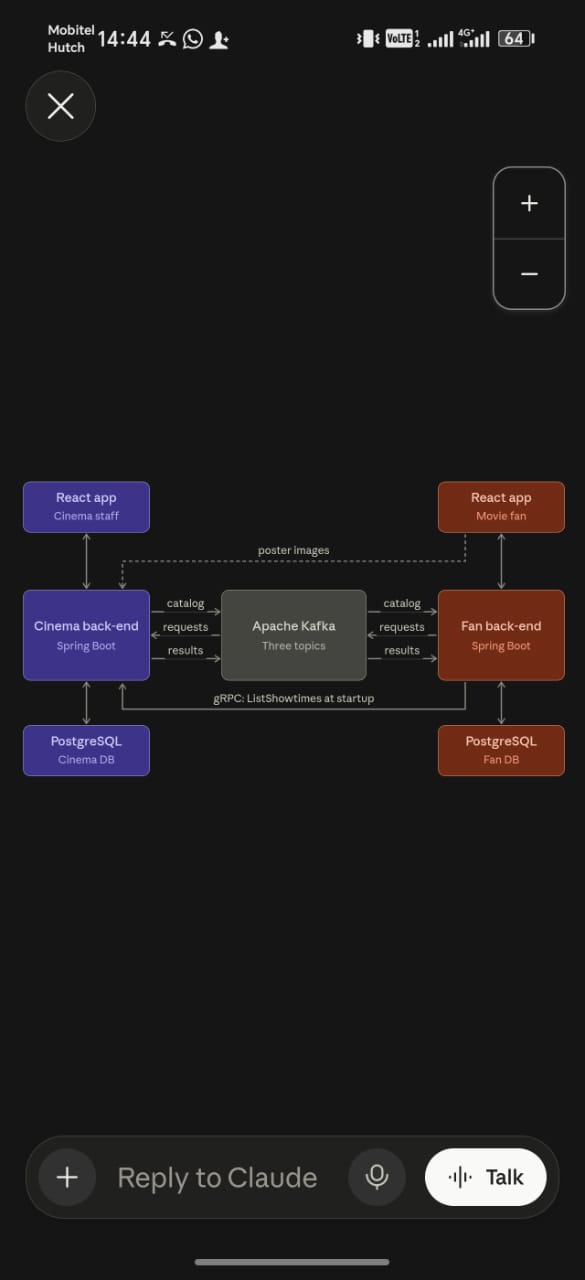 Mobitel
Hutch
14:44
VoLTE 1 2
4G+
64
React app
Cinema staff
React app
Movie fan
poster images
Cinema back-end
Spring Boot
catalog
requests
results
Apache Kafka
Three topics
catalog
requests
results
Fan back-end
Spring Boot
gRPC: ListShowtimes at startup
PostgreSQL
Cinema DB
PostgreSQL
Fan DB
Reply to Claude
Talk